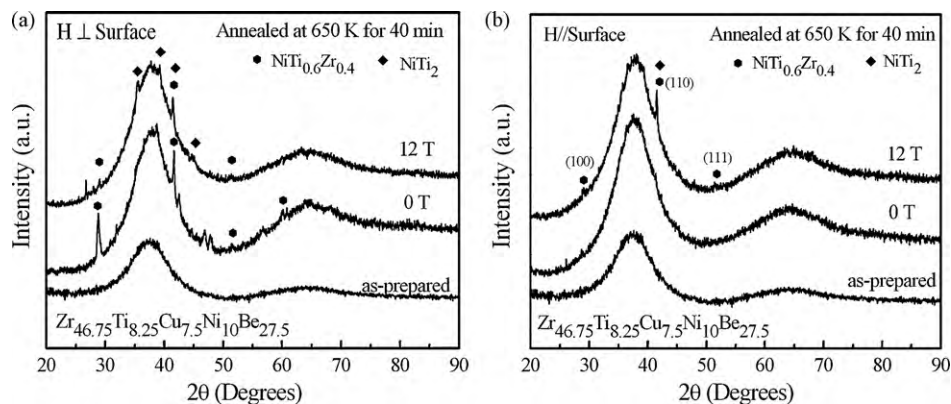 (a)
H ⊥ Surface
Annealed at 650 K for 40 min
NiTi0.6Zr0.4
NiTi2
12 T
0 T
as-prepared
Zr46.75Ti8.25Cu7.5Ni10Be27.5
Intensity (a.u.)
20 30 40 50 60 70 80 90
2θ (Degrees)
(b)
H//Surface
Annealed at 650 K for 40 min
NiTi0.6Zr0.4
NiTi2
(110)
(100)
(111)
12 T
0 T
as-prepared
Zr46.75Ti8.25Cu7.5Ni10Be27.5
Intensity (a.u.)
20 30 40 50 60 70 80 90
2θ (Degrees)